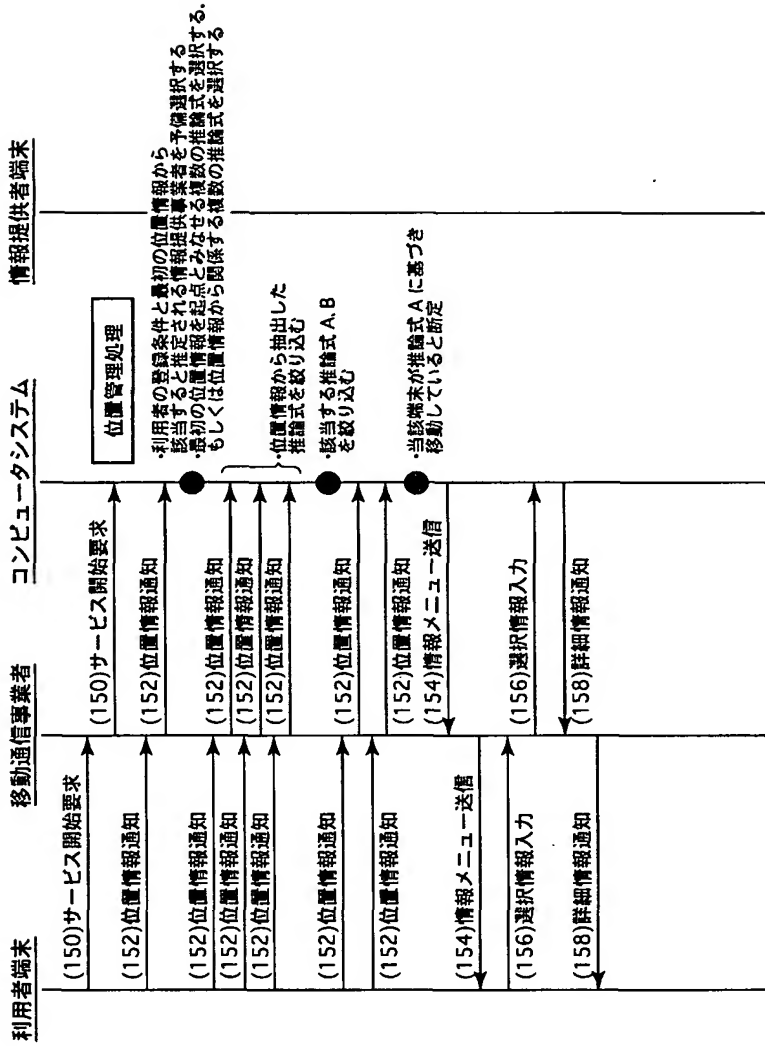 利用者端末
移動通信事業者
コンピュータシステム
情報提供者端末
位置管理処理
(150)サービス開始要求
(150)サービス開始要求
(152)位置情報通知
(152)位置情報通知
・利用者の登録条件と最初の位置情報から
該当すると推定される情報提供事業者を予備選択する
・最初の位置情報を起点とみなせる複数の推論式を選択する.
もしくは位置情報から関係する複数の推論式を選択する
(152)位置情報通知
(152)位置情報通知
(152)位置情報通知
(152)位置情報通知
(152)位置情報通知
(152)位置情報通知
・位置情報から抽出した
推論式を絞り込む
・該当する推論式 A, B
を絞り込む
(152)位置情報通知
(152)位置情報通知
(152)位置情報通知
(152)位置情報通知
・当該端末が推論式 A に基づき
移動していると断定
(154)情報メニュー送信
(154)情報メニュー送信
(156)選択情報入力
(156)選択情報入力
(158)詳細情報通知
(158)詳細情報通知